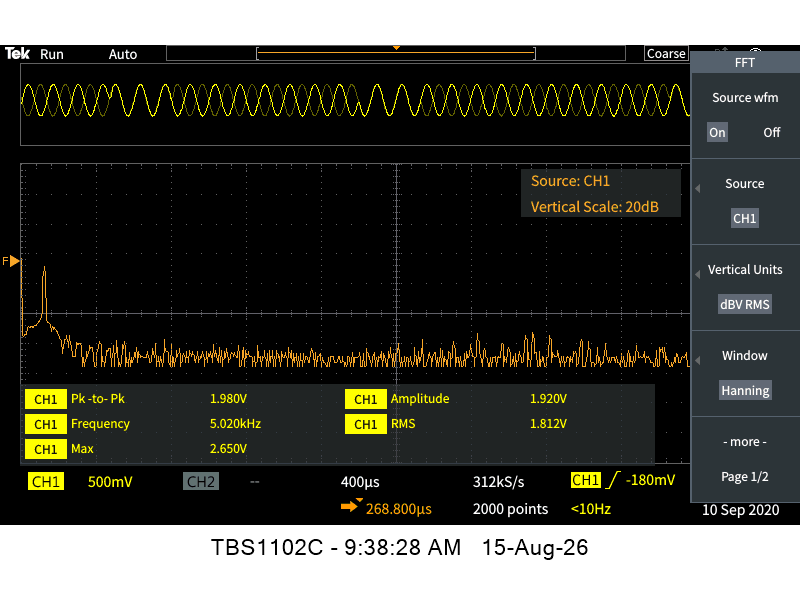 Tek Run Auto Coarse
FFT
Source wfm
On Off
Source: CH1
Vertical Scale: 20dB
Source
CH1
F
Vertical Units
dBV RMS
Window
Hanning
- more -
Page 1/2
CH1 Pk -to- Pk 1.980V CH1 Amplitude 1.920V
CH1 Frequency 5.020kHz CH1 RMS 1.812V
CH1 Max 2.650V
CH1 500mV CH2 -- 400µs 312kS/s CH1 -180mV
268.800µs 2000 points <10Hz 10 Sep 2020
TBS1102C - 9:38:28 AM 15-Aug-26